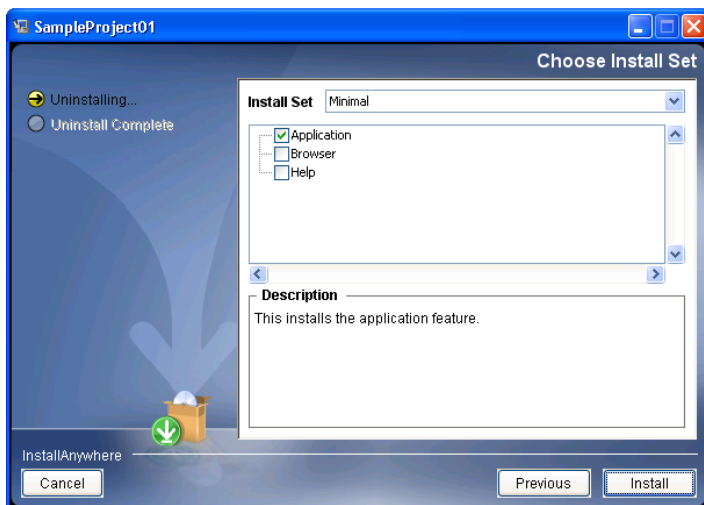 SampleProject01
Choose Install Set
Uninstalling...
Uninstall Complete
Install Set Minimal
Application
Browser
Help
Description
This installs the application feature.
InstallAnywhere
Cancel Previous Install